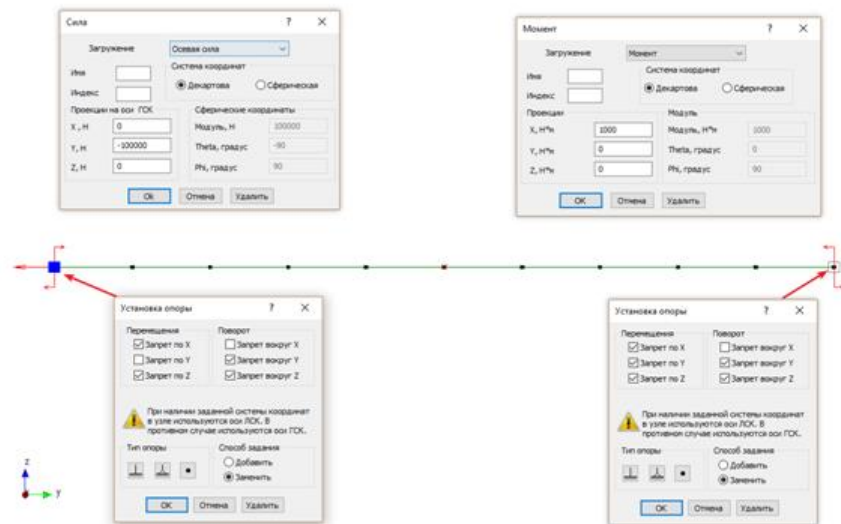 Сила ? ×
Загружение Осевая сила
Имя
Индекс
Система координат
Декартова Сферическая
Проекции на оси ГСК
X , Н 0
Y, Н -100000
Z, Н 0
Сферические координаты
Модуль, Н 100000
Theta, градус -90
Phi, градус 90
Ok Отмена Удалить
Момент ? ×
Загружение Момент
Имя
Индекс
Система координат
Декартова Сферическая
Проекции
X, Н*м 1000
Y, Н*м 0
Z, Н*м 0
Модуль
Модуль, Н*м 1000
Theta, градус 0
Phi, градус 90
OK Отмена Удалить
Установка опоры ? ×
Перемещения
Запрет по X
Запрет по Y
Запрет по Z
Поворот
Запрет вокруг X
Запрет вокруг Y
Запрет вокруг Z
При наличии заданной системы координат
в узле используются оси ЛСК. В
противном случае используются оси ГСК.
Тип опоры
Способ задания
Добавить
Заменить
OK Отмена Удалить
Установка опоры ? ×
Перемещения
Запрет по X
Запрет по Y
Запрет по Z
Поворот
Запрет вокруг X
Запрет вокруг Y
Запрет вокруг Z
При наличии заданной системы координат
в узле используются оси ЛСК. В
противном случае используются оси ГСК.
Тип опоры
Способ задания
Добавить
Заменить
OK Отмена Удалить
z
y